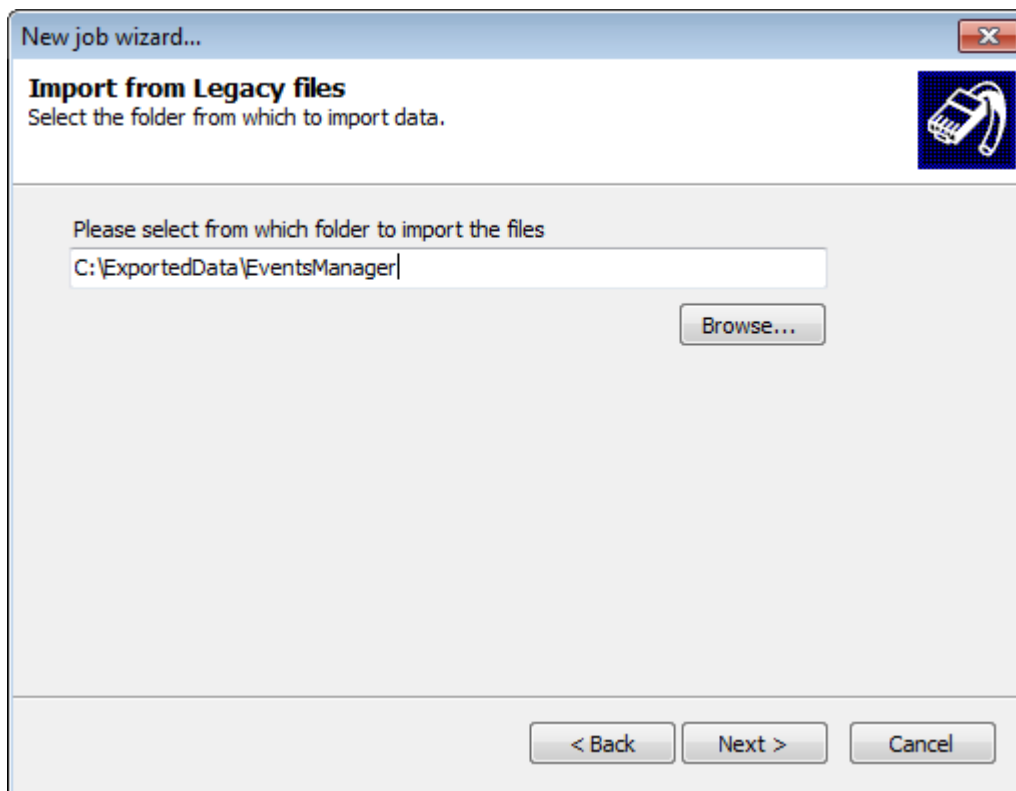 New job wizard...
Import from Legacy files
Select the folder from which to import data.
Please select from which folder to import the files
C:\ExportedData\EventsManager
Browse...
< Back
Next >
Cancel